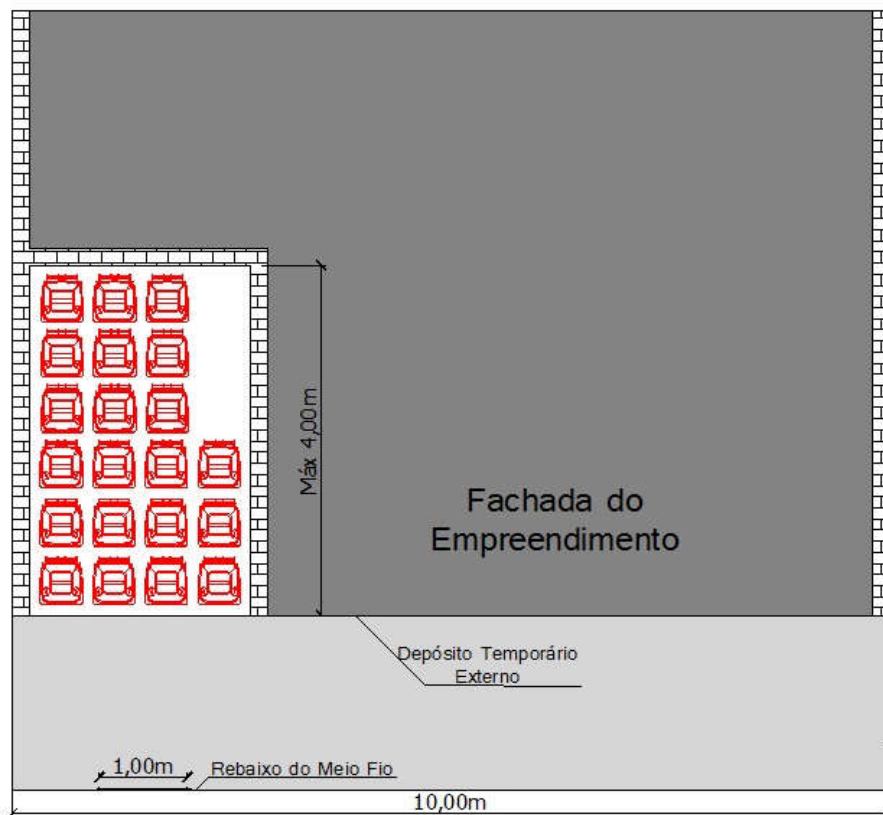 Máx 4,00m
Fachada do
Empreendimento
Depósito Temporário
Externo
1,00m
Rebaixo do Meio Fio
10,00m